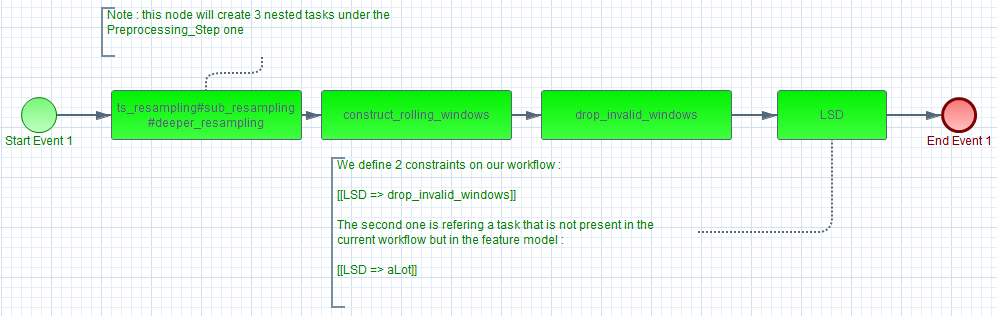 Note : this node will create 3 nested tasks under the
Preprocessing_Step one
Start Event 1
ts_resampling#sub_resampling
#deeper_resampling
construct_rolling_windows
drop_invalid_windows
LSD
End Event 1
We define 2 constraints on our workflow :
[[LSD => drop_invalid_windows]]
The second one is refering a task that is not present in the
current workflow but in the feature model :
[[LSD => aLot]]